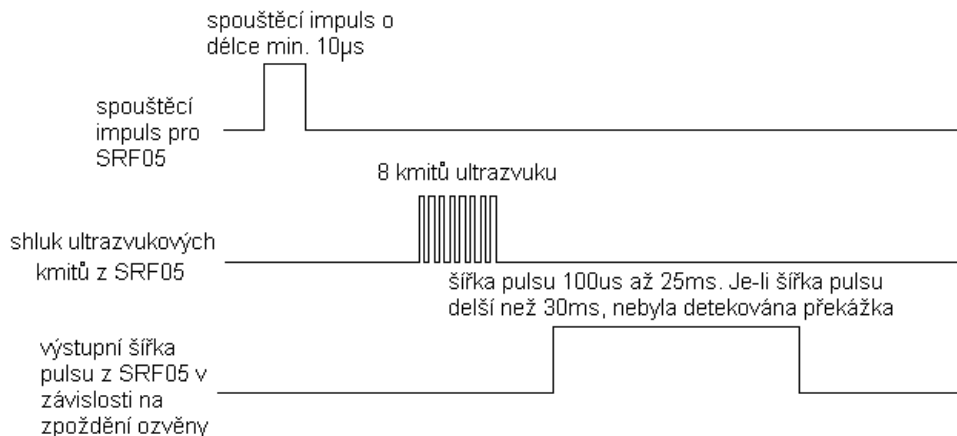 spouštěcí impuls o
délce min. 10µs
spouštěcí
impuls pro
SRF05
8 kmitů ultrazvuku
shluk ultrazvukových
kmitů z SRF05
šířka pulsu 100us až 25ms. Je-li šířka pulsu
delší než 30ms, nebyla detekována překážka
výstupní šířka
pulsu z SRF05 v
závislosti na
zpoždění ozvěny